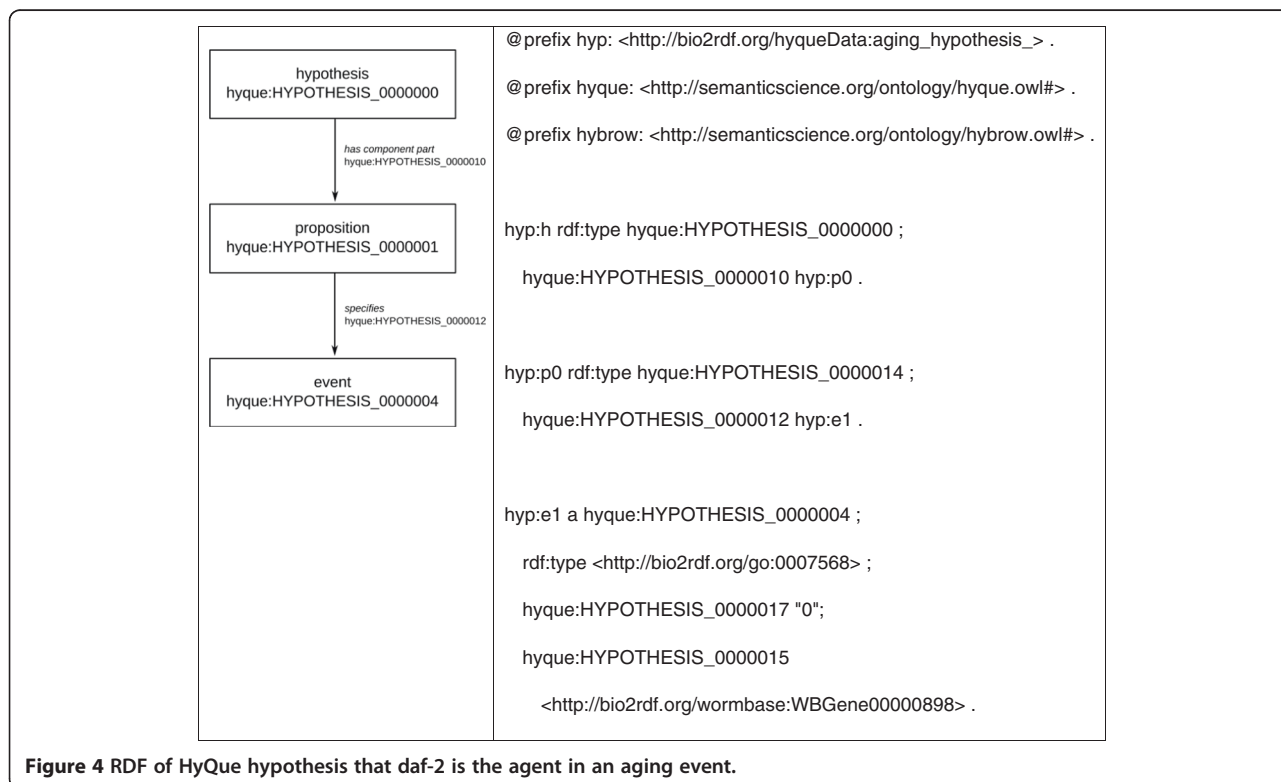 hypothesis
hyque:HYPOTHESIS_0000000
has component part
hyque:HYPOTHESIS_0000010
proposition
hyque:HYPOTHESIS_0000001
specifies
hyque:HYPOTHESIS_0000012
event
hyque:HYPOTHESIS_0000004
@prefix hyp: <http://bio2rdf.org/hyqueData:aging_hypothesis_> .
@prefix hyque: <http://semanticscience.org/ontology/hyque.owl#> .
@prefix hybrow: <http://semanticscience.org/ontology/hybrow.owl#> .
hyp:h rdf:type hyque:HYPOTHESIS_0000000 ;
hyque:HYPOTHESIS_0000010 hyp:p0 .
hyp:p0 rdf:type hyque:HYPOTHESIS_0000014 ;
hyque:HYPOTHESIS_0000012 hyp:e1 .
hyp:e1 a hyque:HYPOTHESIS_0000004 ;
rdf:type <http://bio2rdf.org/go:0007568> ;
hyque:HYPOTHESIS_0000017 "0";
hyque:HYPOTHESIS_0000015
<http://bio2rdf.org/wormbase:WBGene00000898> .
Figure 4 RDF of HyQue hypothesis that daf-2 is the agent in an aging event.